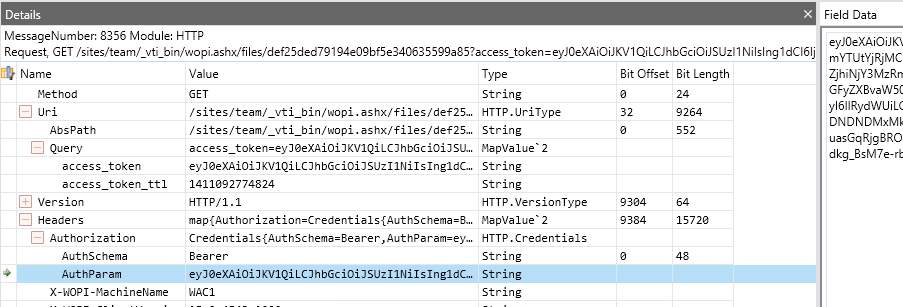 Details
Field Data
MessageNumber: 8356 Module: HTTP
Request, GET /sites/team/_vti_bin/wopi.ashx/files/def25ded79194e09bf5e340635599a85?access_token=eyJ0eXAiOiJKV1QiLCJhbGciOiJSUzI1NiIsIng1dCI6Ij
Name Value Type Bit Offset Bit Length
Method GET String 0 24
Uri /sites/team/_vti_bin/wopi.ashx/files/def25… HTTP.UriType 32 9264
AbsPath /sites/team/_vti_bin/wopi.ashx/files/def25… String 0 552
Query access_token=eyJ0eXAiOiJKV1QiLCJhbGciOiJSU… MapValue`2
access_token eyJ0eXAiOiJKV1QiLCJhbGciOiJSUzI1NiIsIng1dC… String
access_token_ttl 1411092774824 String
Version HTTP/1.1 HTTP.VersionType 9304 64
Headers map{Authorization=Credentials{AuthSchema=B… MapValue`2 9384 15720
Authorization Credentials{AuthSchema=Bearer,AuthParam=ey… HTTP.Credentials
AuthSchema Bearer String 0 48
AuthParam eyJ0eXAiOiJKV1QiLCJhbGciOiJSUzI1NiIsIng1dC… String
X-WOPI-MachineName WAC1 String
eyJ0eXAiOiJKV
mYTUtYjRjMC
ZjhiNjY3MzRm
GFyZXBvaW50
yI6IlRydWUiLC
DNDNDMxMk
uasGqRjgBRO
dkg_BsM7e-rb